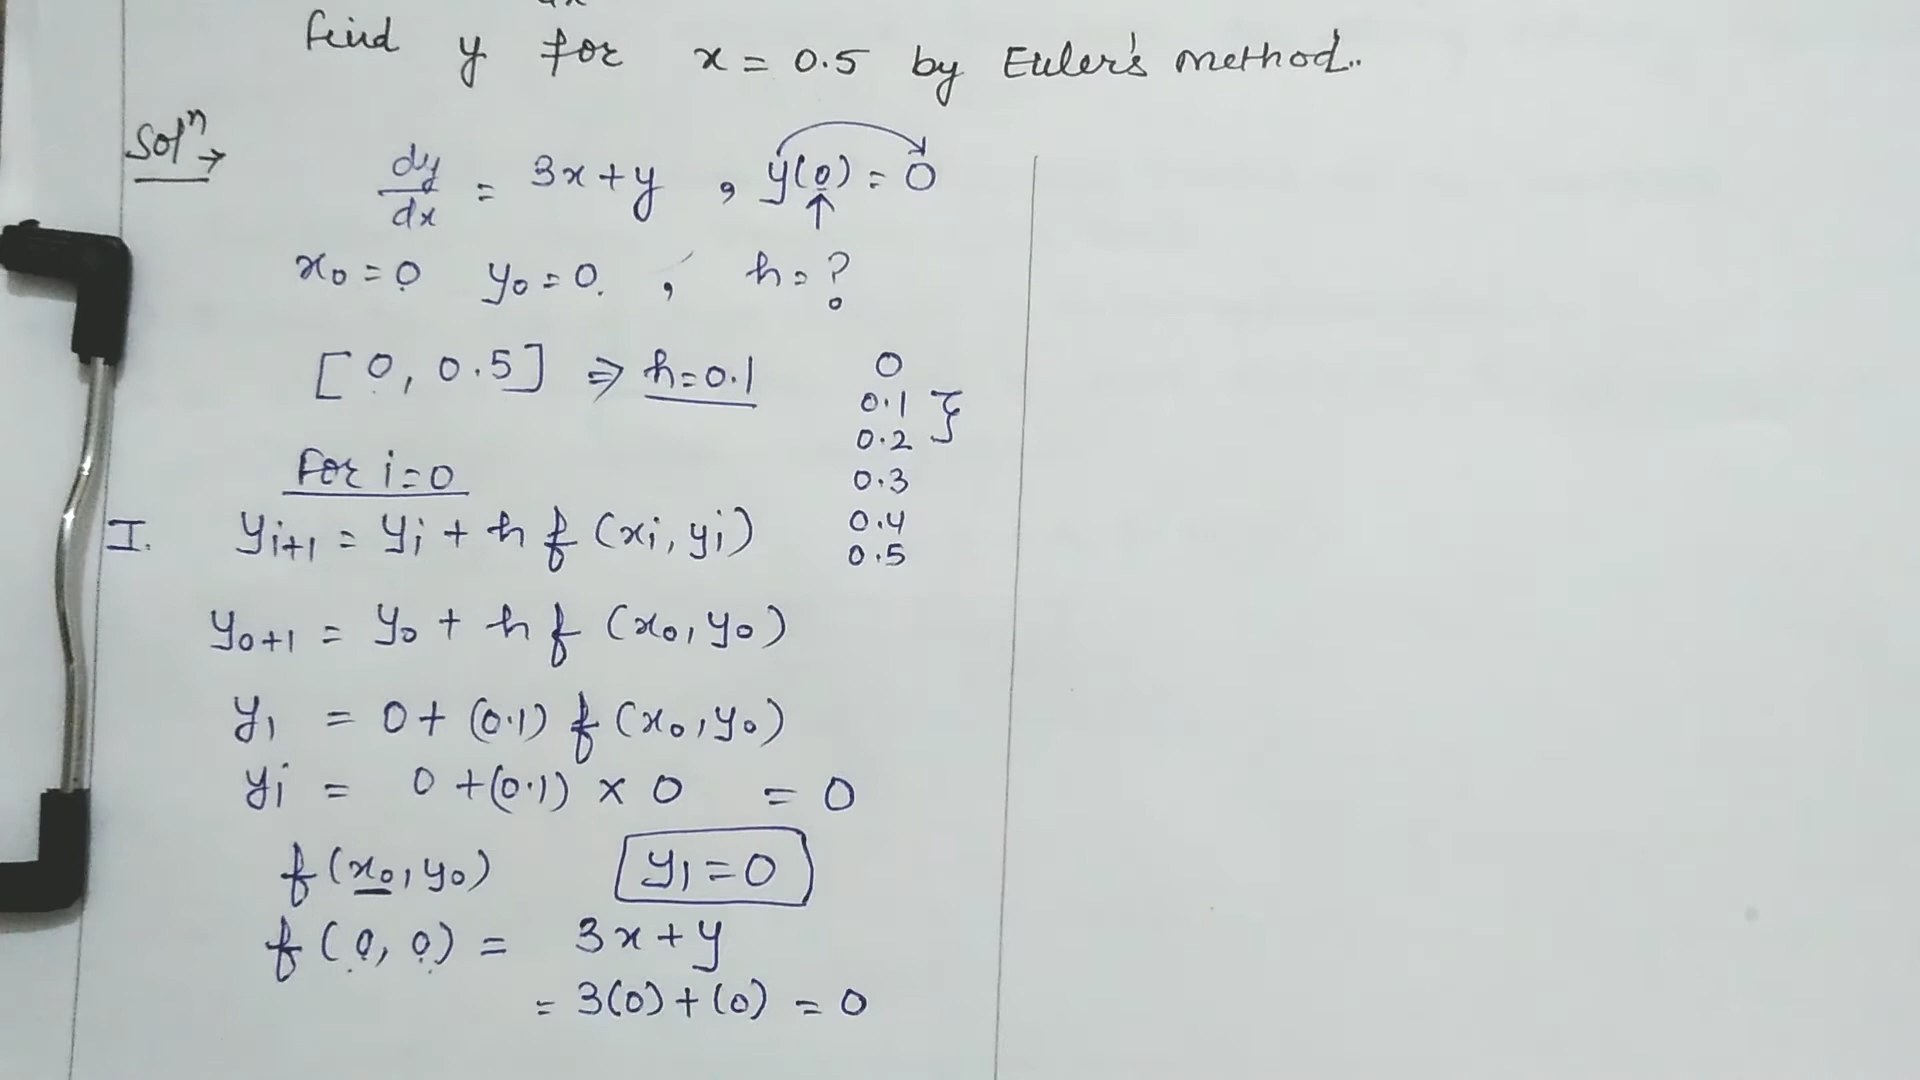 find y for x = 0.5 by Euler's method.
Solⁿ →
dy/dx = 3x+y , y(0) = 0
x₀ = 0 y₀ = 0. , h = ?
[0, 0.5] ⇒ h=0.1
0
0.1 }
0.2
0.3
0.4
0.5
For i=0
I. yᵢ₊₁ = yᵢ + h f (xᵢ, yᵢ)
y₀₊₁ = y₀ + h f (x₀, y₀)
y₁ = 0 + (0.1) f (x₀, y₀)
yi = 0 + (0.1) × 0 = 0
f (x₀, y₀) y₁ = 0
f (0, 0) = 3x + y
= 3(0) + (0) = 0